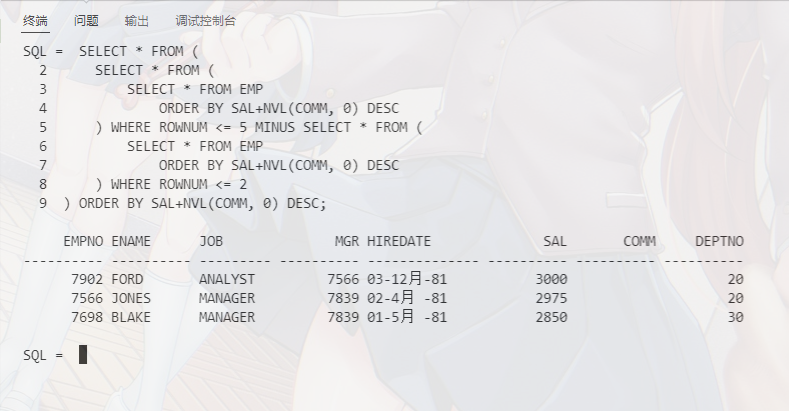 终端 问题 输出 调试控制台
SQL =  SELECT * FROM (
  2      SELECT * FROM (
  3          SELECT * FROM EMP
  4              ORDER BY SAL+NVL(COMM, 0) DESC
  5      ) WHERE ROWNUM <= 5 MINUS SELECT * FROM (
  6          SELECT * FROM EMP
  7              ORDER BY SAL+NVL(COMM, 0) DESC
  8      ) WHERE ROWNUM <= 2
  9  ) ORDER BY SAL+NVL(COMM, 0) DESC;
     EMPNO ENAME      JOB              MGR HIREDATE              SAL       COMM     DEPTNO
---------- ---------- --------- ---------- -------------- ---------- ---------- ----------
      7902 FORD       ANALYST         7566 03-12月-81           3000                    20
      7566 JONES      MANAGER         7839 02-4月 -81           2975                    20
      7698 BLAKE      MANAGER         7839 01-5月 -81           2850                    30
SQL =